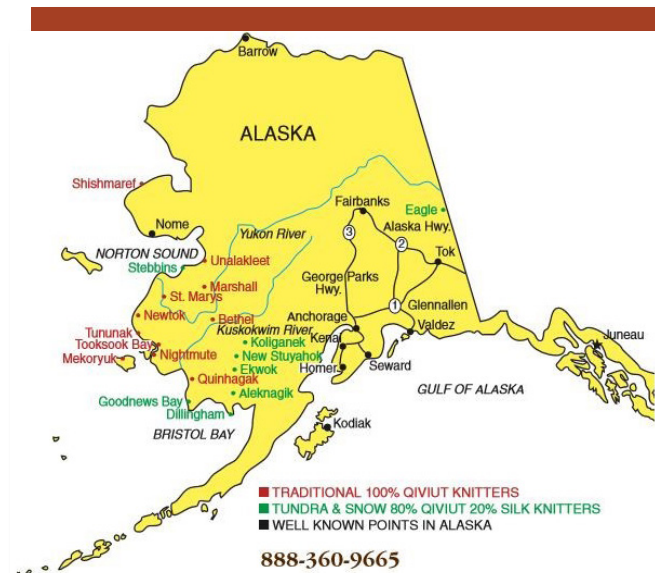 Barrow
ALASKA
Shishmaref
Fairbanks
Eagle
Nome
Alaska Hwy.
Yukon River
3
2
NORTON SOUND
Unalakleet
Tok
Stebbins
George Parks
Hwy.
Marshall
St. Marys
1
Glennallen
Newtok
Bethel
Anchorage
Kuskokwim River
Valdez
Tununak
Kenai
Juneau
Tooksook Bay
Koliganek
Nightmute
New Stuyahok
Mekoryuk
Ekwok
Homer
Seward
Quinhagak
GULF OF ALASKA
Aleknagik
Goodnews Bay
Dillingham
Kodiak
BRISTOL BAY
TRADITIONAL 100% QIVIUT KNITTERS
TUNDRA & SNOW 80% QIVIUT 20% SILK KNITTERS
WELL KNOWN POINTS IN ALASKA
888-360-9665